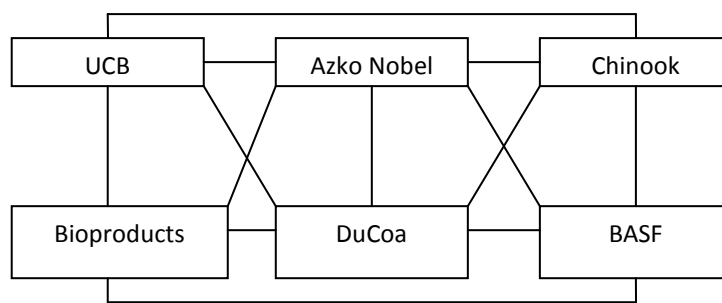 UCB
Azko Nobel
Chinook
Bioproducts
DuCoa
BASF